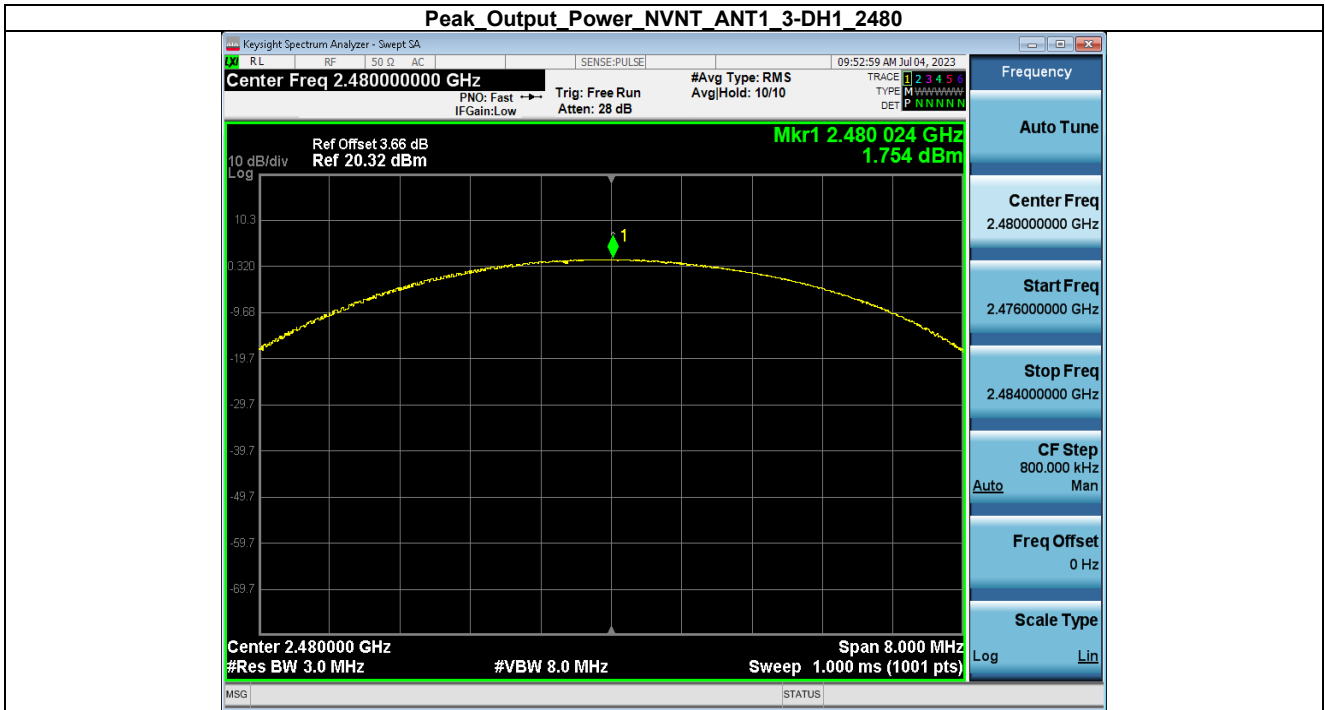 Peak_Output_Power_NVNT_ANT1_3-DH1_2480
Keysight Spectrum Analyzer - Swept SA
LXI RL RF 50 Ω AC SENSE:PULSE 09:52:59 AM Jul 04, 2023
Center Freq 2.480000000 GHz
PNO: Fast
IFGain:Low
Trig: Free Run
Atten: 28 dB
#Avg Type: RMS
Avg|Hold: 10/10
TRACE 1 2 3 4 5 6
TYPE M WWWWW
DET P N N N N N
Mkr1 2.480 024 GHz
1.754 dBm
Ref Offset 3.66 dB
10 dB/div Ref 20.32 dBm
Log
10.3
0.320
-9.68
-19.7
-29.7
-39.7
-49.7
-59.7
-69.7
1
Center 2.480000 GHz Span 8.000 MHz
#Res BW 3.0 MHz #VBW 8.0 MHz Sweep 1.000 ms (1001 pts)
MSG STATUS
Frequency
Auto Tune
Center Freq
2.480000000 GHz
Start Freq
2.476000000 GHz
Stop Freq
2.484000000 GHz
CF Step
800.000 kHz
Auto Man
Freq Offset
0 Hz
Scale Type
Log Lin